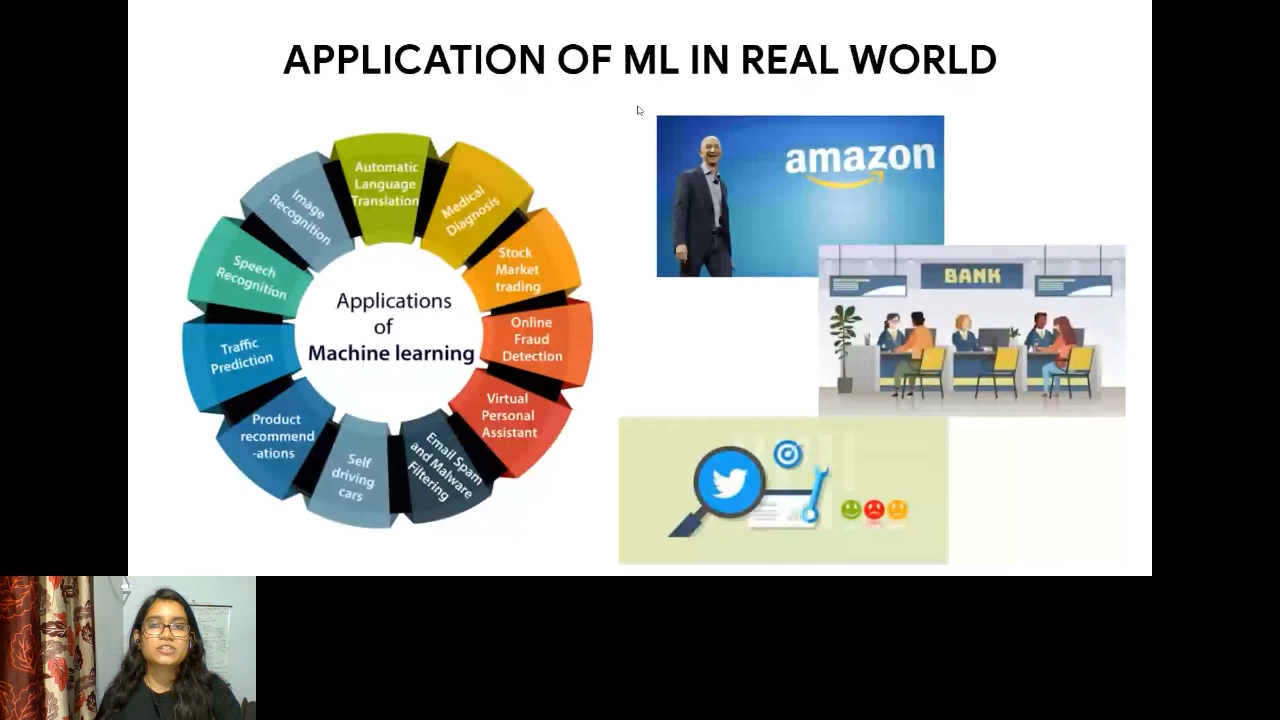 APPLICATION OF ML IN REAL WORLD
Automatic
Language
Translation
Medical
Diagnosis
Stock
Market
trading
Online
Fraud
Detection
Virtual
Personal
Assistant
Email Spam
and Malware
Filtering
Self
driving
cars
Product
recommend
-ations
Traffic
Prediction
Speech
Recognition
Image
Recognition
Applications
of
Machine learning
amazon
BANK